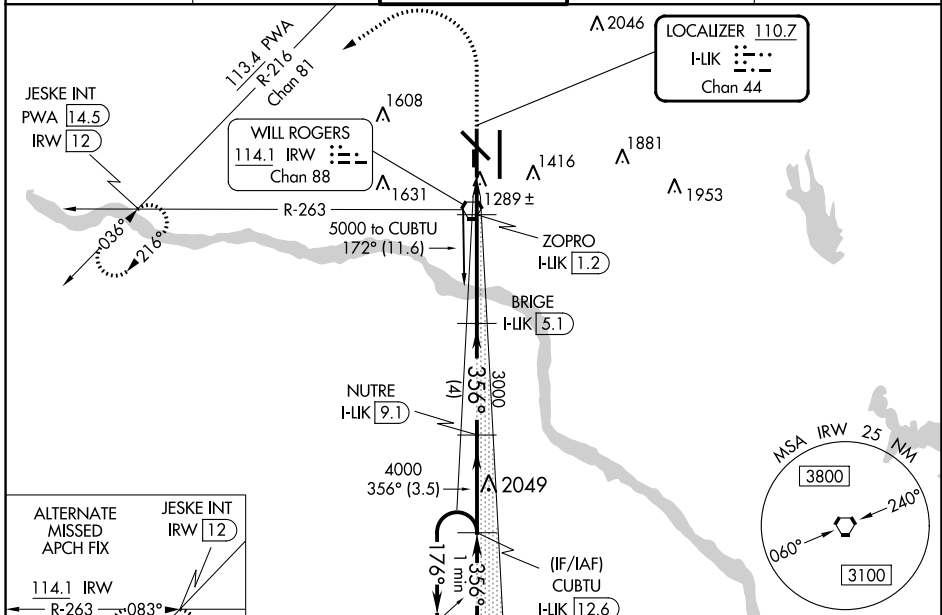 2046
LOCALIZER 110.7
I-LIK
Chan 44
113.4 PWA
R-216
Chan 81
JESKE INT
PWA 14.5
IRW 12
1608
WILL ROGERS
114.1 IRW
Chan 88
1631
1416
1881
1953
1289 ±
R-263
036°
216°
5000 to CUBTU
172° (11.6)
ZOPRO
I-LIK 1.2
BRIGE
I-LIK 5.1
3000
356°
(4)
NUTRE
I-LIK 9.1
4000
356° (3.5)
2049
MSA IRW 25 NM
3800
240°
060°
3100
176°
1 min
356°
(IF/IAF)
CUBTU
I-LIK 12.6
ALTERNATE
MISSED
APCH FIX
JESKE INT
IRW 12
114.1 IRW
R-263
083°